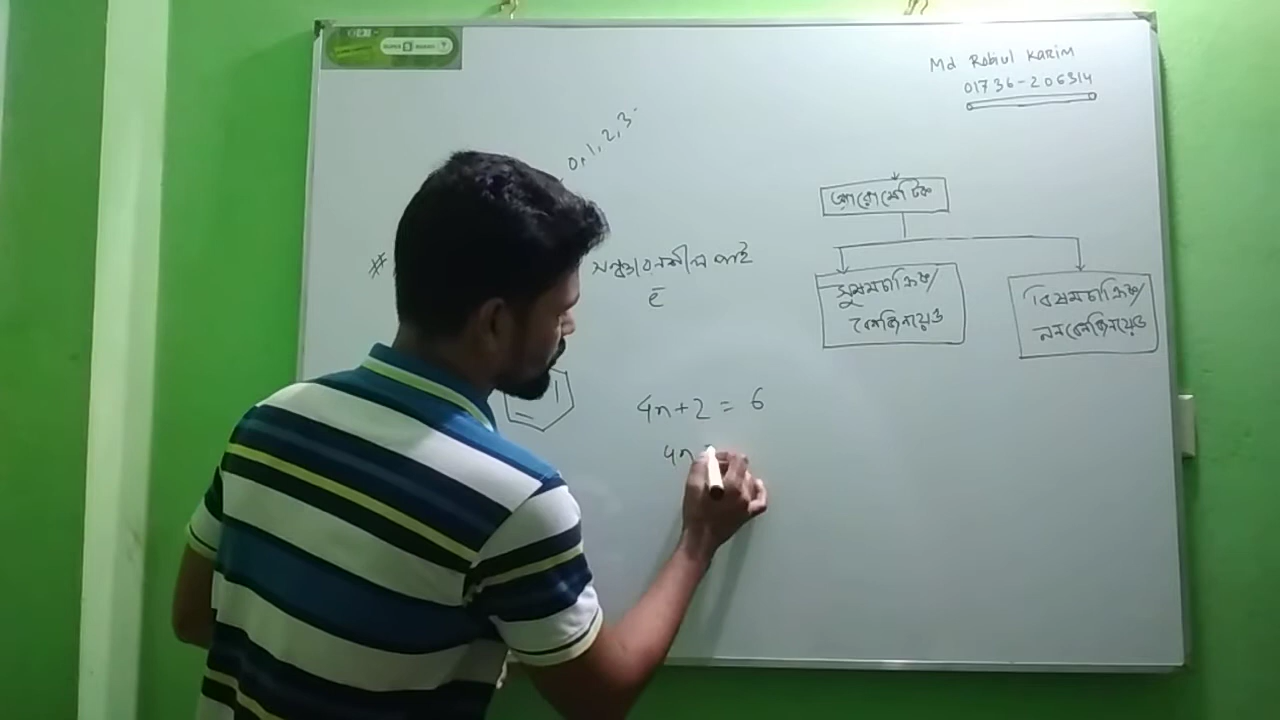 Md Robiul Karim
01736-206314
0, 1, 2, 3
অ্যারোমেটিক
# সঞ্চারনশীল পাই
ē
সুষমচাক্রিক/
বেনজিনয়েড
বিষমচাক্রিক/
ননবেনজিনয়েড
4n+2 = 6
4n